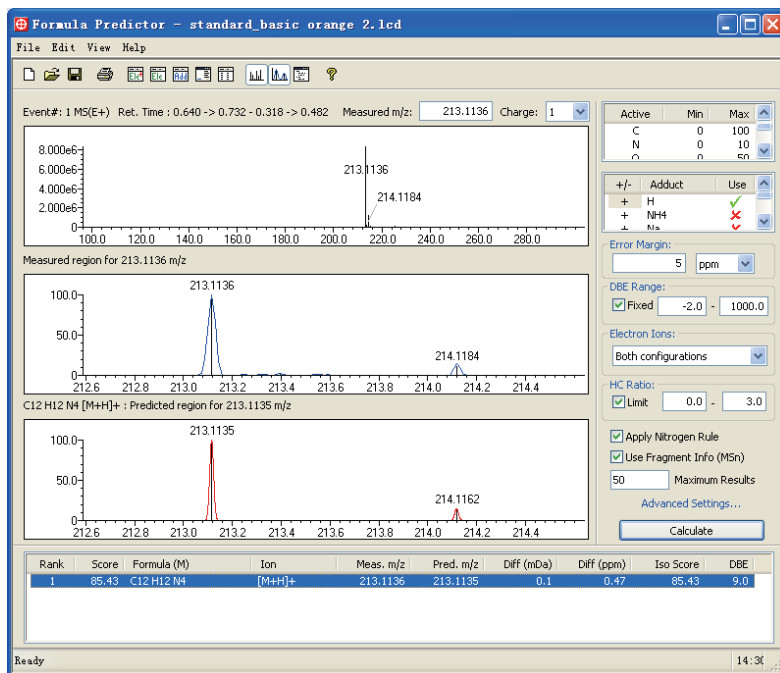 Formula Predictor - standard_basic orange 2.lcd
File Edit View Help
Event#: 1 MS(E+) Ret. Time : 0.640 -> 0.732 - 0.318 -> 0.482 Measured m/z: 213.1136 Charge: 1
8.000e6
6.000e6
4.000e6
2.000e6
0
213.1136
214.1184
100.0 120.0 140.0 160.0 180.0 200.0 220.0 240.0 260.0 280.0
Measured region for 213.1136 m/z
213.1136
100.0
50.0
0
214.1184
212.6 212.8 213.0 213.2 213.4 213.6 213.8 214.0 214.2 214.4
C12 H12 N4 [M+H]+ : Predicted region for 213.1135 m/z
213.1135
100.0
50.0
0
214.1162
212.6 212.8 213.0 213.2 213.4 213.6 213.8 214.0 214.2 214.4
Active Min Max
C 0 100
N 0 10
O 0 50
+/- Adduct Use
+ H
+ NH4
+ Na
Error Margin:
5 ppm
DBE Range:
Fixed -2.0 - 1000.0
Electron Ions:
Both configurations
HC Ratio:
Limit 0.0 - 3.0
Apply Nitrogen Rule
Use Fragment Info (MSn)
50 Maximum Results
Advanced Settings...
Calculate
Rank Score Formula (M) Ion Meas. m/z Pred. m/z Diff (mDa) Diff (ppm) Iso Score DBE
1 85.43 C12 H12 N4 [M+H]+ 213.1136 213.1135 0.1 0.47 85.43 9.0
Ready 14:30